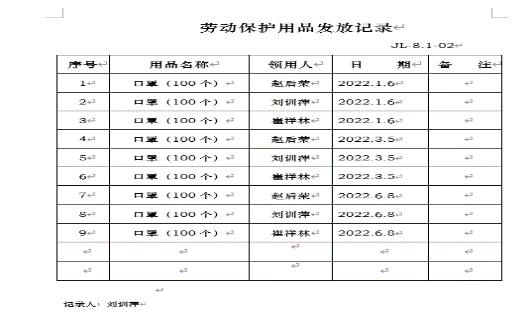 劳动保护用品发放记录
JL-8.1-02
序号 用品名称 领用人 日 期 备 注
1 口罩（100个） 赵后荣 2022.1.6
2 口罩（100个） 刘训萍 2022.1.6
3 口罩（100个） 崔祥林 2022.1.6
4 口罩（100个） 赵后荣 2022.3.5
5 口罩（100个） 刘训萍 2022.3.5
6 口罩（100个） 崔祥林 2022.3.5
7 口罩（100个） 赵后荣 2022.6.8
8 口罩（100个） 刘训萍 2022.6.8
9 口罩（100个） 崔祥林 2022.6.8
记录人：刘训萍